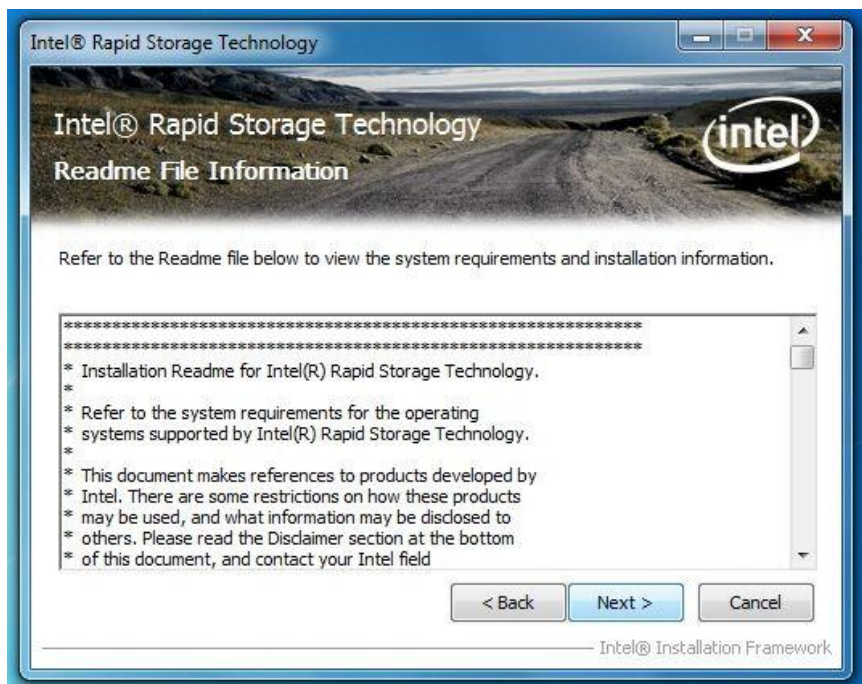 Intel® Rapid Storage Technology
Intel® Rapid Storage Technology
intel
Readme File Information
Refer to the Readme file below to view the system requirements and installation information.
************************************************************
************************************************************
* Installation Readme for Intel(R) Rapid Storage Technology.
*
* Refer to the system requirements for the operating
* systems supported by Intel(R) Rapid Storage Technology.
*
* This document makes references to products developed by
* Intel. There are some restrictions on how these products
* may be used, and what information may be disclosed to
* others. Please read the Disclaimer section at the bottom
* of this document, and contact your Intel field
< Back Next > Cancel
Intel® Installation Framework